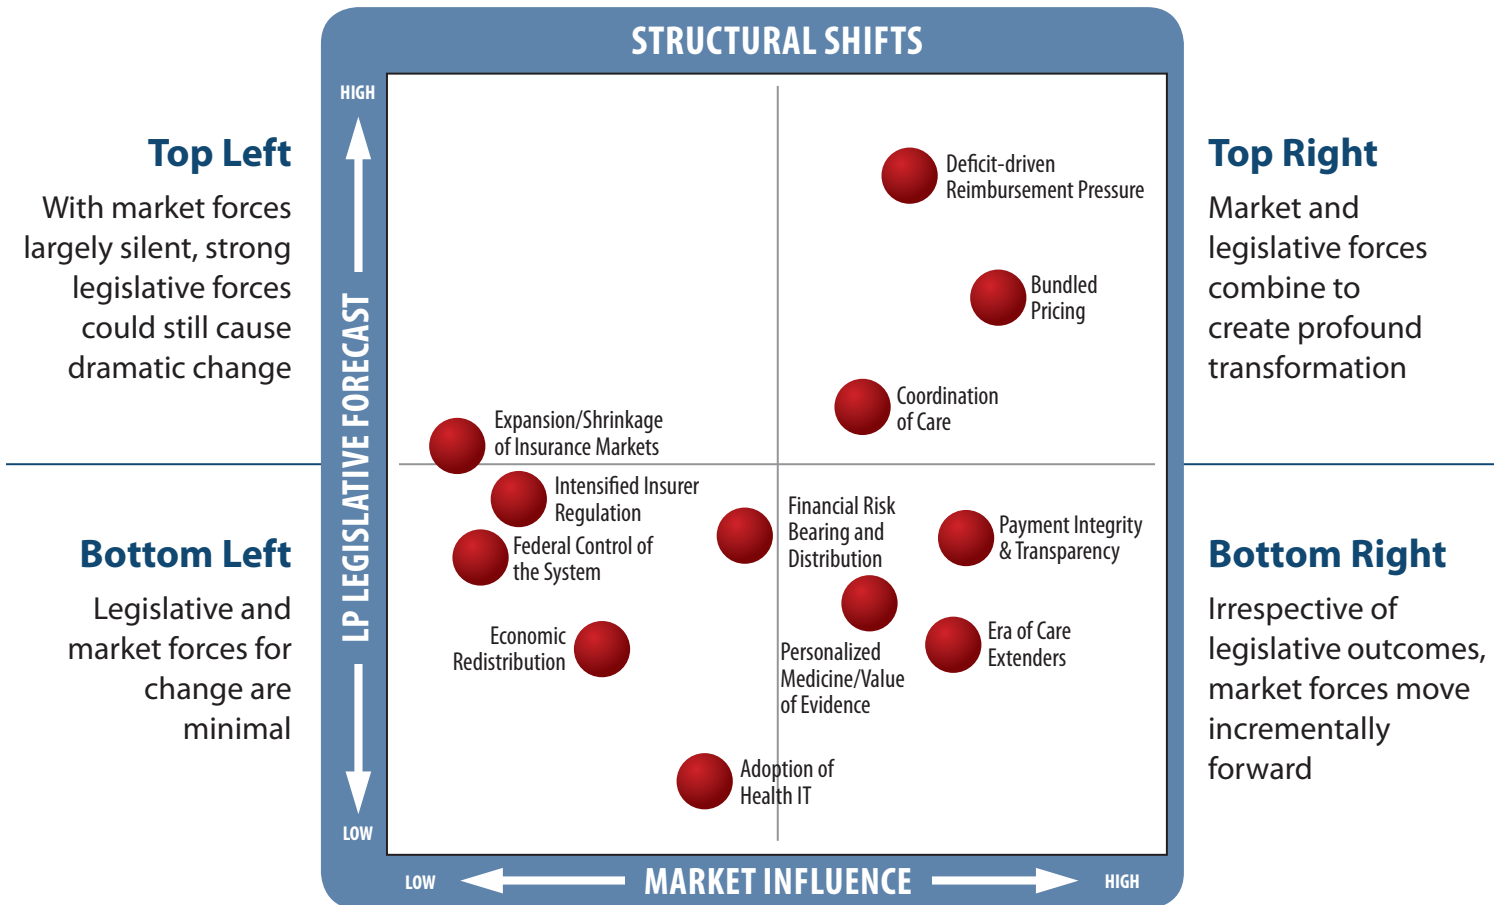 STRUCTURAL SHIFTS
HIGH
LP LEGISLATIVE FORECAST
LOW
Top Left
With market forces
largely silent, strong
legislative forces
could still cause
dramatic change
Bottom Left
Legislative and
market forces for
change are
minimal
Deficit-driven
Reimbursement Pressure
Bundled
Pricing
Coordination
of Care
Expansion/Shrinkage
of Insurance Markets
Intensified Insurer
Regulation
Federal Control of
the System
Economic
Redistribution
Financial Risk
Bearing and
Distribution
Payment Integrity
& Transparency
Personalized
Medicine/Value
of Evidence
Era of Care
Extenders
Adoption of
Health IT
Top Right
Market and
legislative forces
combine to
create profound
transformation
Bottom Right
Irrespective of
legislative outcomes,
market forces move
incrementally
forward
LOW
MARKET INFLUENCE
HIGH